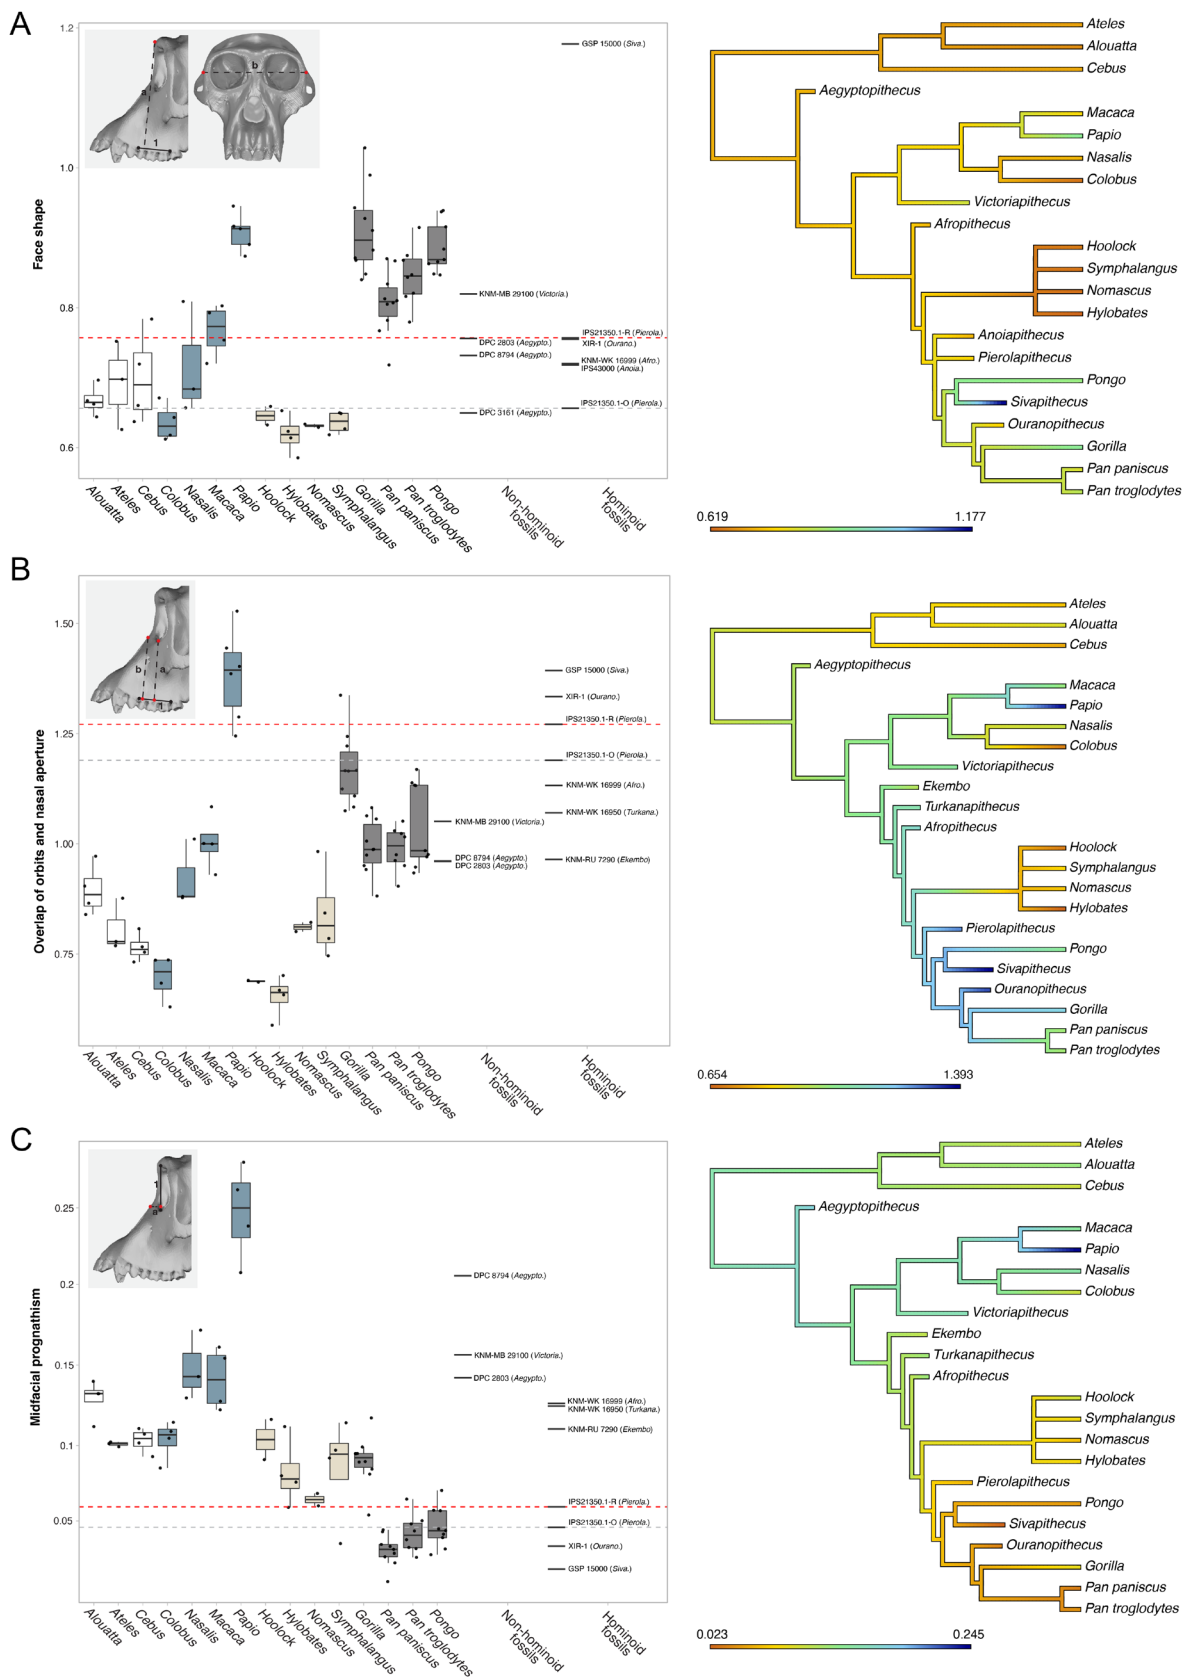 A
Face shape
1.2
1.0
0.8
0.6
a
1
b
GSP 15000 (Siva.)
KNM-MB 29100 (Victoria.)
IPS21350.1-R (Pierola.)
DPC 2803 (Aegypto.)
XIR-1 (Ourano.)
DPC 8794 (Aegypto.)
KNM-WK 16999 (Afro.)
IPS43000 (Anoia.)
IPS21350.1-O (Pierola.)
DPC 3161 (Aegypto.)
Alouatta
Ateles
Cebus
Colobus
Nasalis
Macaca
Papio
Hoolock
Hylobates
Nomascus
Symphalangus
Gorilla
Pan paniscus
Pan troglodytes
Pongo
Non-hominoid
fossils
Hominoid
fossils
Ateles
Alouatta
Cebus
Aegyptopithecus
Macaca
Papio
Nasalis
Colobus
Victoriapithecus
Afropithecus
Hoolock
Symphalangus
Nomascus
Hylobates
Anoiapithecus
Pierolapithecus
Pongo
Sivapithecus
Ouranopithecus
Gorilla
Pan paniscus
Pan troglodytes
0.619
1.177
B
Overlap of orbits and nasal aperture
1.50
1.25
1.00
0.75
b
a
1
GSP 15000 (Siva.)
XIR-1 (Ourano.)
IPS21350.1-R (Pierola.)
IPS21350.1-O (Pierola.)
KNM-WK 16999 (Afro.)
KNM-WK 16950 (Turkana.)
KNM-MB 29100 (Victoria.)
DPC 8794 (Aegypto.)
DPC 2803 (Aegypto.)
KNM-RU 7290 (Ekembo)
Alouatta
Ateles
Cebus
Colobus
Nasalis
Macaca
Papio
Hoolock
Hylobates
Nomascus
Symphalangus
Gorilla
Pan paniscus
Pan troglodytes
Pongo
Non-hominoid
fossils
Hominoid
fossils
Ateles
Alouatta
Cebus
Aegyptopithecus
Macaca
Papio
Nasalis
Colobus
Victoriapithecus
Ekembo
Turkanapithecus
Afropithecus
Hoolock
Symphalangus
Nomascus
Hylobates
Pierolapithecus
Pongo
Sivapithecus
Ouranopithecus
Gorilla
Pan paniscus
Pan troglodytes
0.654
1.393
C
Midfacial prognathism
0.25
0.2
0.15
0.1
0.05
1
a
DPC 8794 (Aegypto.)
KNM-MB 29100 (Victoria.)
DPC 2803 (Aegypto.)
KNM-WK 16999 (Afro.)
KNM-WK 16950 (Turkana.)
KNM-RU 7290 (Ekembo)
IPS21350.1-R (Pierola.)
IPS21350.1-O (Pierola.)
XIR-1 (Ourano.)
GSP 15000 (Siva.)
Alouatta
Ateles
Cebus
Colobus
Nasalis
Macaca
Papio
Hoolock
Hylobates
Nomascus
Symphalangus
Gorilla
Pan paniscus
Pan troglodytes
Pongo
Non-hominoid
fossils
Hominoid
fossils
Ateles
Alouatta
Cebus
Aegyptopithecus
Macaca
Papio
Nasalis
Colobus
Victoriapithecus
Ekembo
Turkanapithecus
Afropithecus
Hoolock
Symphalangus
Nomascus
Hylobates
Pierolapithecus
Pongo
Sivapithecus
Ouranopithecus
Gorilla
Pan paniscus
Pan troglodytes
0.023
0.245